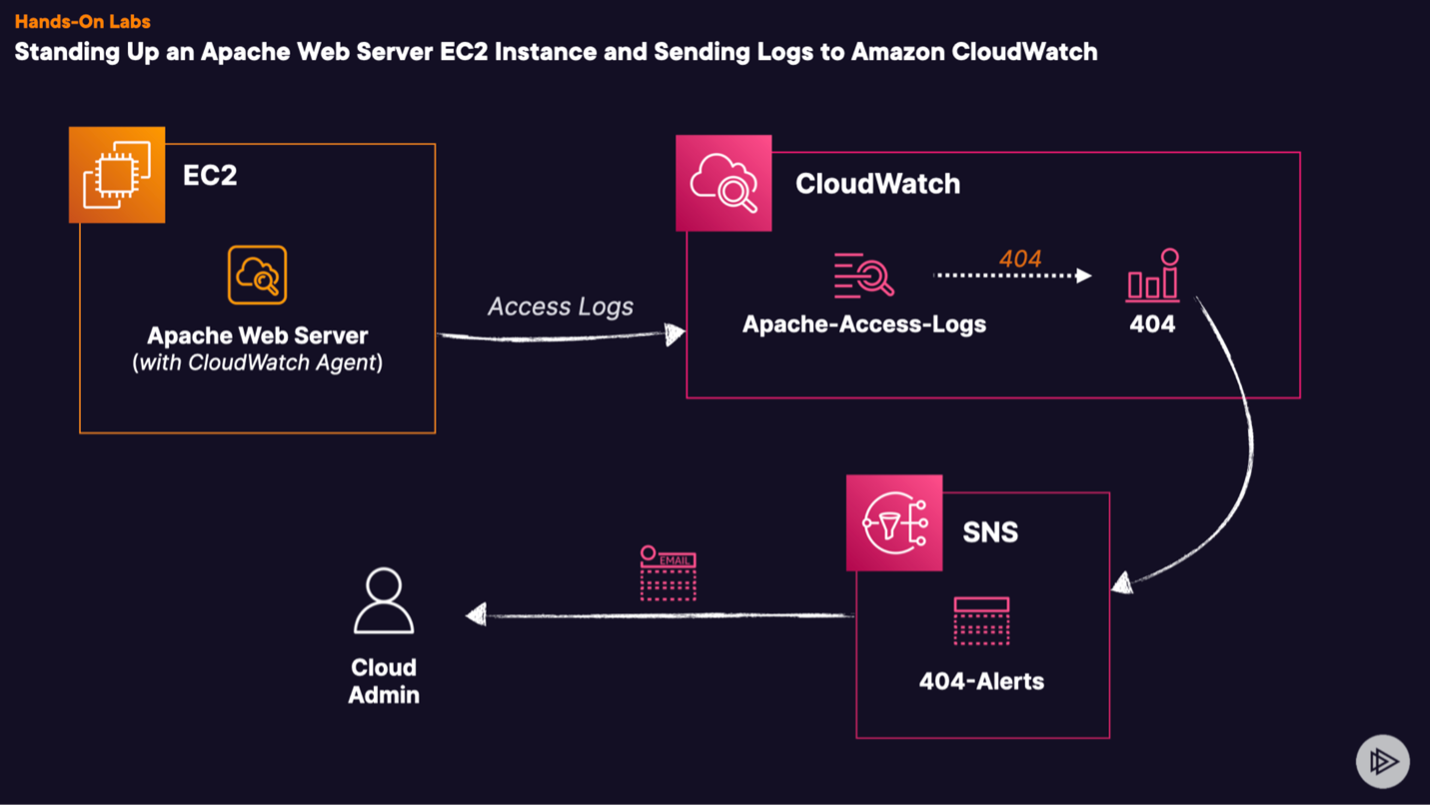 Hands-On Labs
Standing Up an Apache Web Server EC2 Instance and Sending Logs to Amazon CloudWatch
EC2
Apache Web Server
(with CloudWatch Agent)
Access Logs
CloudWatch
Apache-Access-Logs
404
404
SNS
404-Alerts
EMAIL
Cloud
Admin